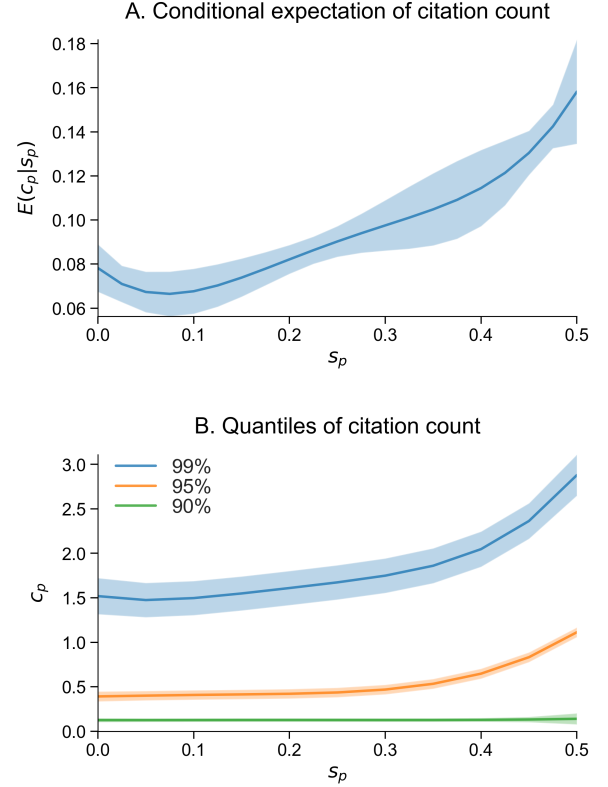 A. Conditional expectation of citation count
0.18
0.16
0.14
0.12
0.10
0.08
0.06
E(c_p|s_p)
0.0 0.1 0.2 0.3 0.4 0.5
s_p
B. Quantiles of citation count
3.0
2.5
2.0
1.5
1.0
0.5
0.0
c_p
99%
95%
90%
0.0 0.1 0.2 0.3 0.4 0.5
s_p